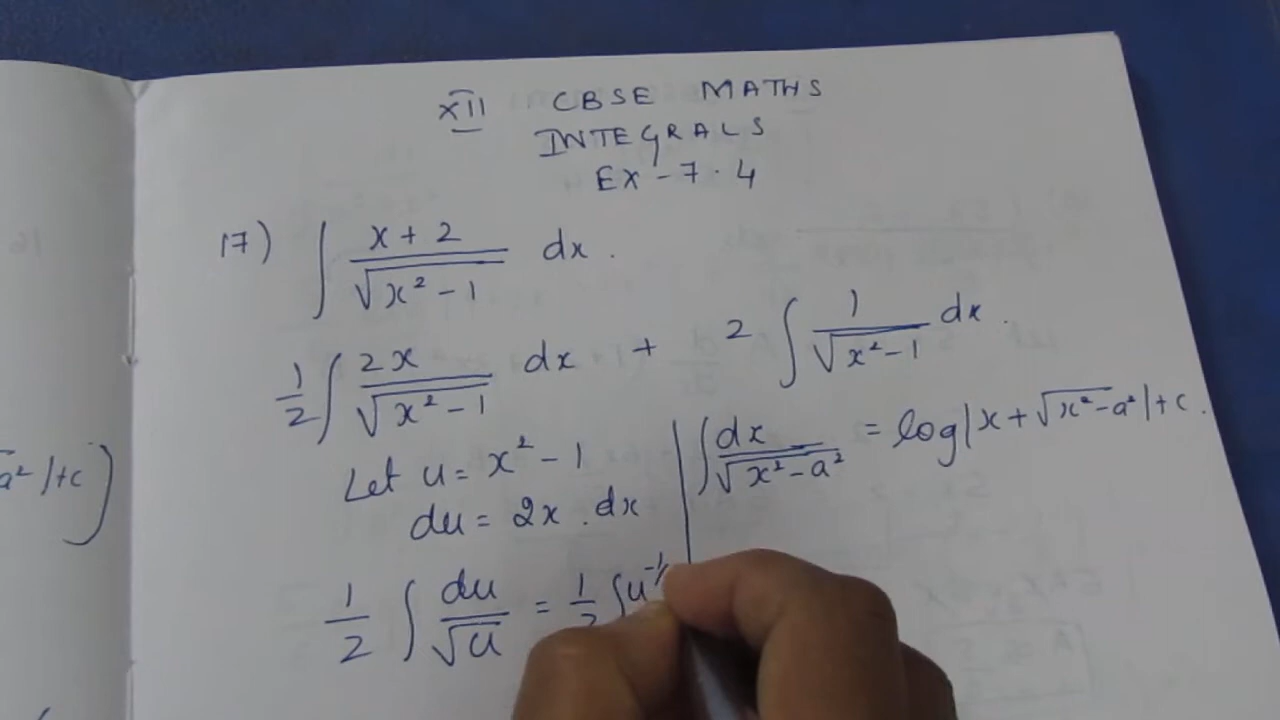 XII CBSE MATHS
INTEGRALS
EX - 7.4
17) ∫ x + 2 / √x² - 1 dx .
1/2 ∫ 2x / √x² - 1 dx + 2 ∫ 1 / √x² - 1 dx .
Let u = x² - 1
du = 2x . dx
∫ dx / √x² - a² = log|x + √x² - a²| + c .
1/2 ∫ du / √u = 1/2 ∫ u
a² | + c )